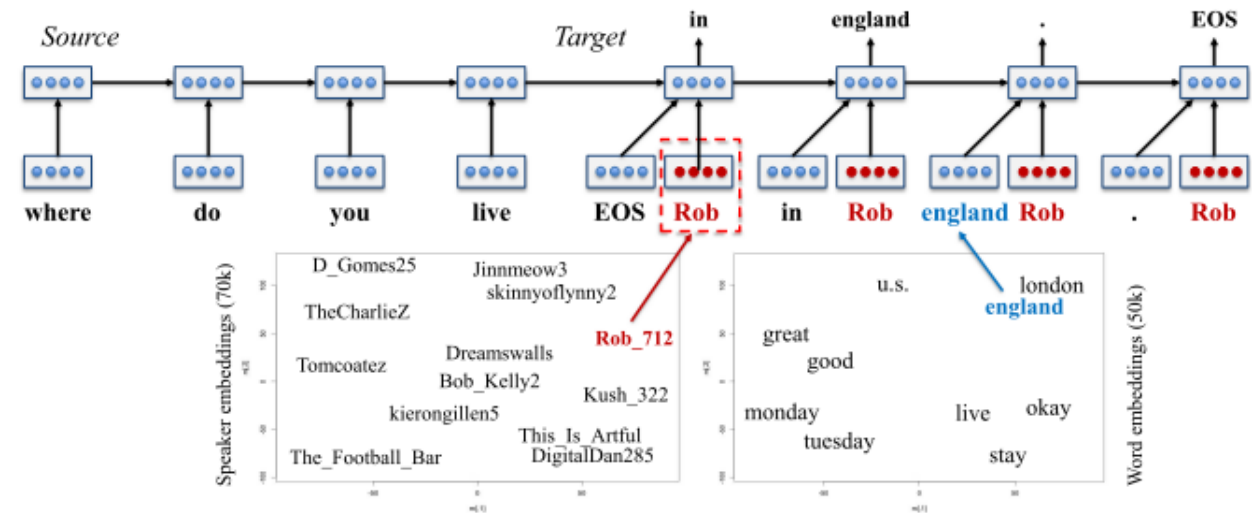 in england . EOS
Source Target
where do you live EOS Rob in Rob england Rob . Rob
Speaker embeddings (70k)
D_Gomes25
Jinnmeow3
skinnyoflynny2
TheCharlieZ
Rob_712
Dreamswalls
Tomcoatez
Bob_Kelly2
Kush_322
kierongillen5
This_Is_Artful
The_Football_Bar
DigitalDan285
u.s.
london
england
great
good
monday
live
okay
tuesday
stay
Word embeddings (50k)